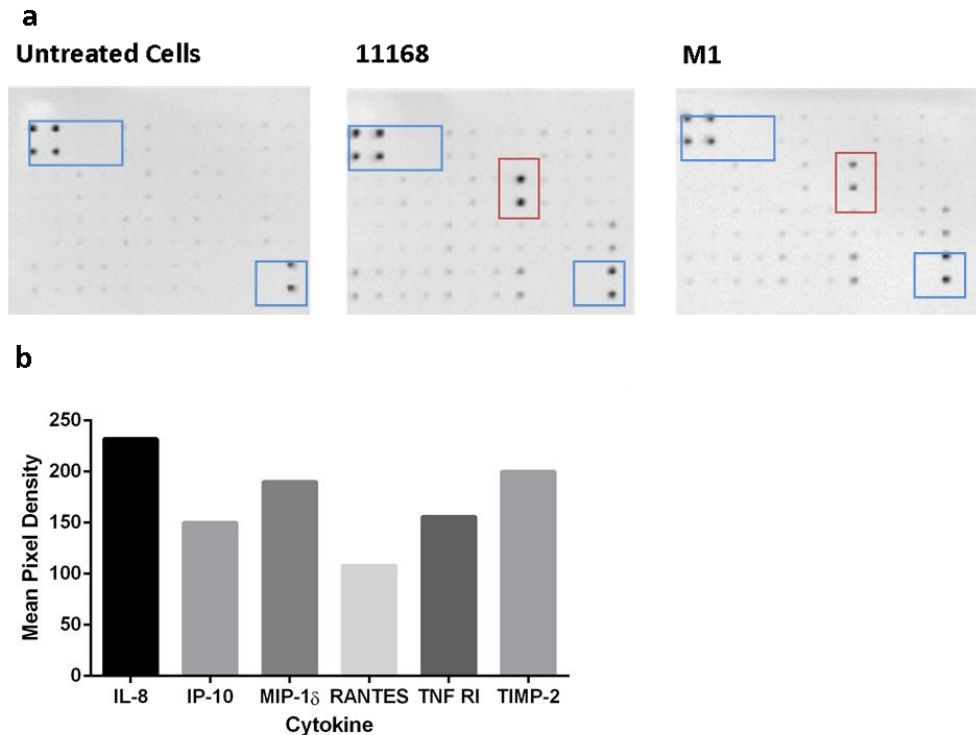 a
Untreated Cells 11168 M1
b
250
200
150
100
50
0
Mean Pixel Density
IL-8 IP-10 MIP-1δ RANTES TNF RI TIMP-2
Cytokine